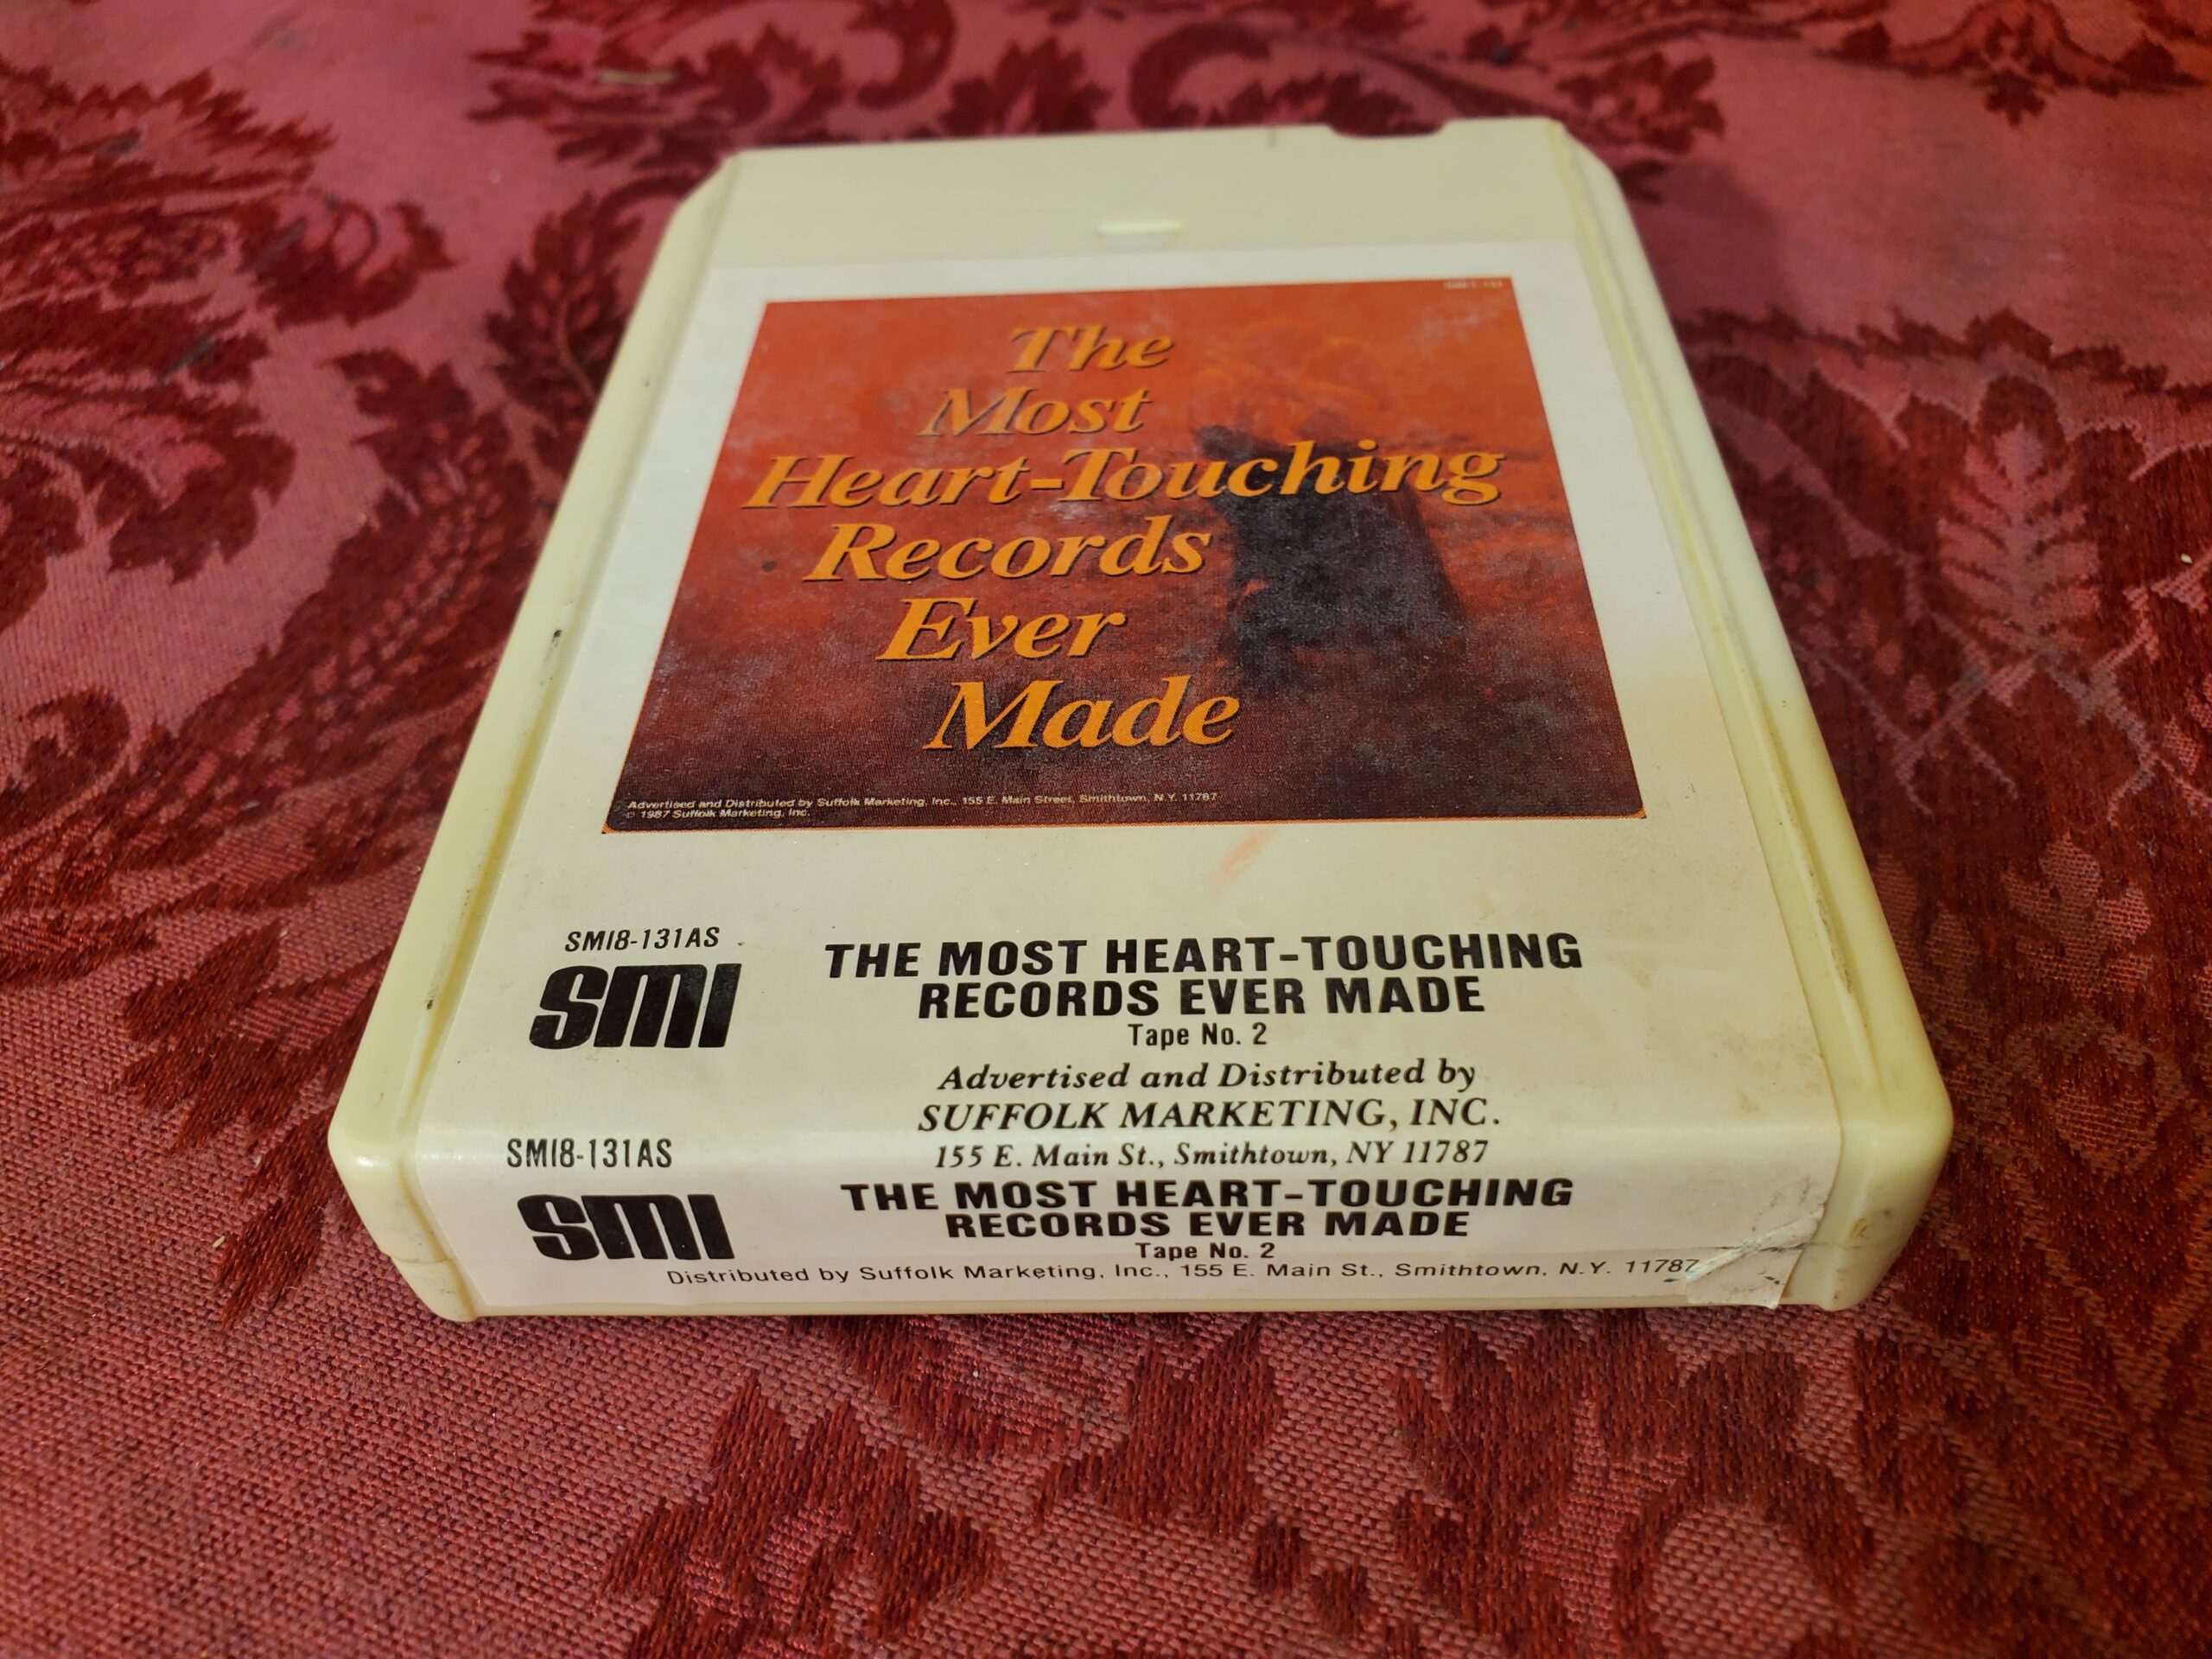 The
Most
Heart-Touching
Records
Ever
Made
Advertised and Distributed by Suffolk Marketing, Inc., 155 E. Main Street, Smithtown, N.Y. 11787
© 1987 Suffolk Marketing, Inc.
SMI8-131AS
smi
THE MOST HEART-TOUCHING
RECORDS EVER MADE
Tape No. 2
Advertised and Distributed by
SUFFOLK MARKETING, INC.
155 E. Main St., Smithtown, NY 11787
SMI8-131AS
smi
THE MOST HEART-TOUCHING
RECORDS EVER MADE
Tape No. 2
Distributed by Suffolk Marketing, Inc., 155 E. Main St., Smithtown, N.Y. 11787